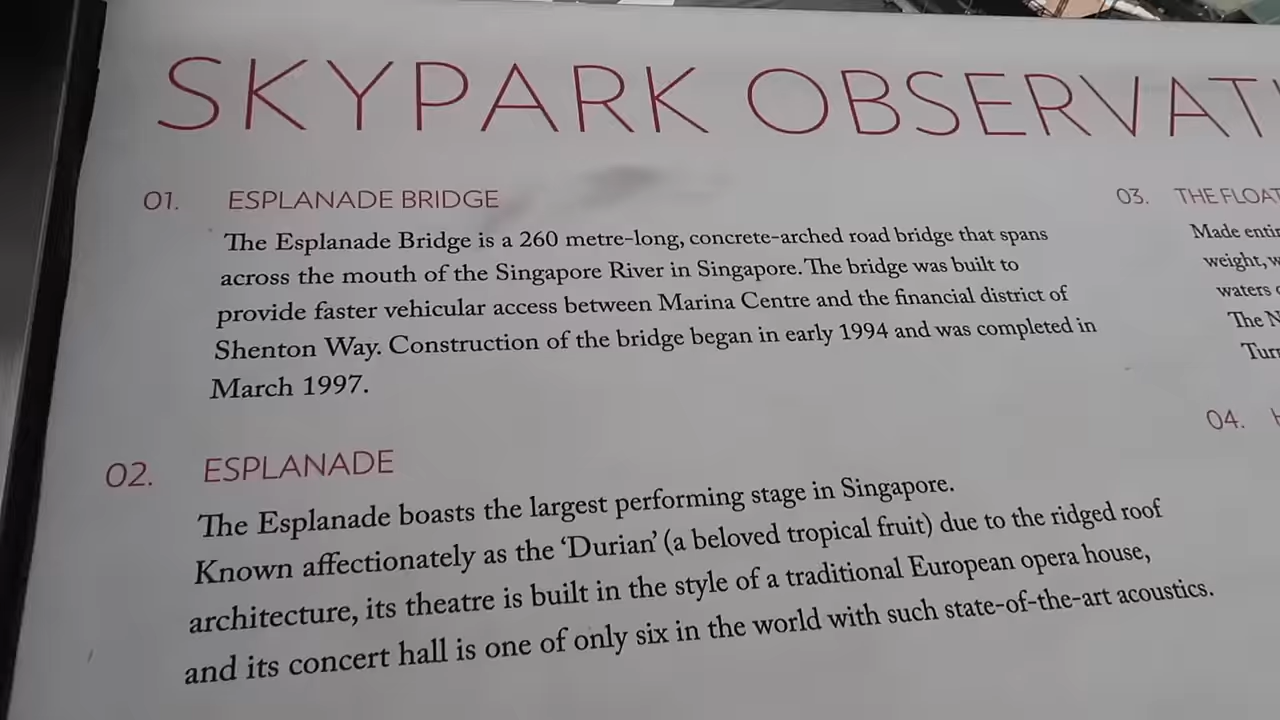 SKYPARK OBSERVAT
01. ESPLANADE BRIDGE
The Esplanade Bridge is a 260 metre-long, concrete-arched road bridge that spans
across the mouth of the Singapore River in Singapore. The bridge was built to
provide faster vehicular access between Marina Centre and the financial district of
Shenton Way. Construction of the bridge began in early 1994 and was completed in
March 1997.
02. ESPLANADE
The Esplanade boasts the largest performing stage in Singapore.
Known affectionately as the ‘Durian’ (a beloved tropical fruit) due to the ridged roof
architecture, its theatre is built in the style of a traditional European opera house,
and its concert hall is one of only six in the world with such state-of-the-art acoustics.
03. THE FLOAT
Made entir
weight, w
waters
The N
Turn
04.